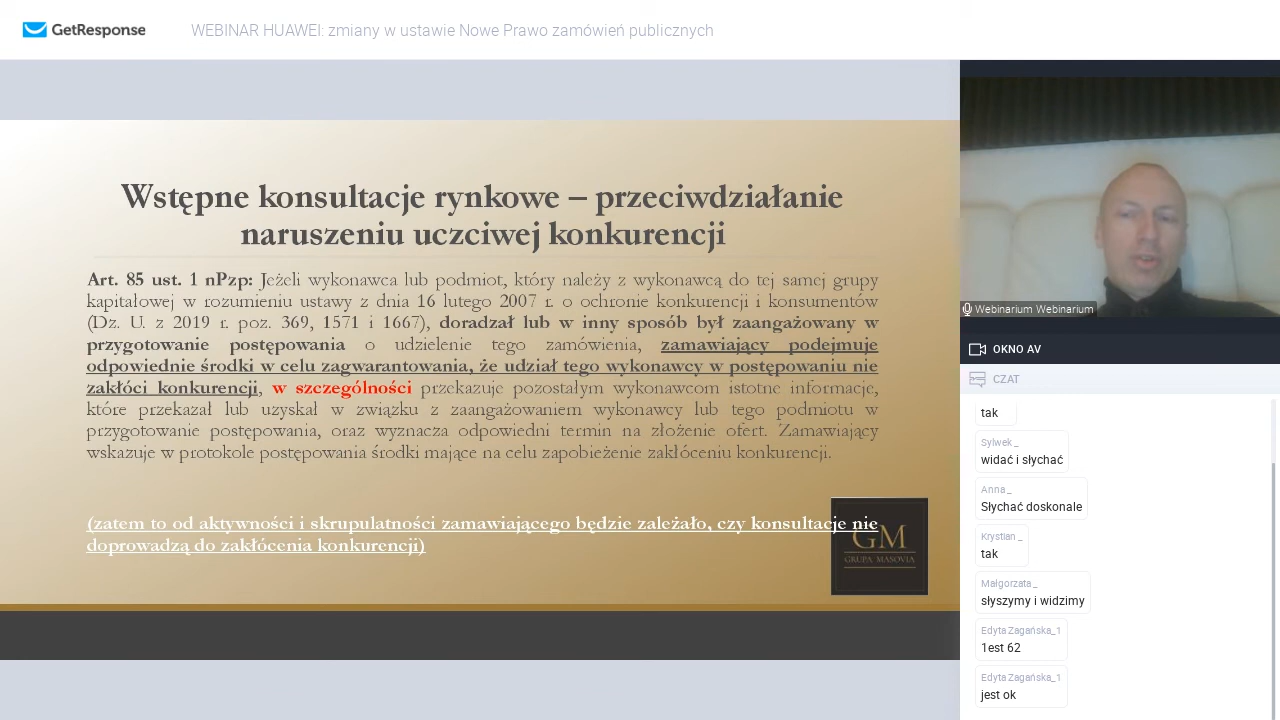 GetResponse
WEBINAR HUAWEI: zmiany w ustawie Nowe Prawo zamówień publicznych
Wstępne konsultacje rynkowe – przeciwdziałanie
naruszeniu uczciwej konkurencji
Art. 85 ust. 1 nPzp: Jeżeli wykonawca lub podmiot, który należy z wykonawcą do tej samej grupy
kapitałowej w rozumieniu ustawy z dnia 16 lutego 2007 r. o ochronie konkurencji i konsumentów
(Dz. U. z 2019 r. poz. 369, 1571 i 1667), doradzał lub w inny sposób był zaangażowany w
przygotowanie postępowania o udzielenie tego zamówienia, zamawiający podejmuje
odpowiednie środki w celu zagwarantowania, że udział tego wykonawcy w postępowaniu nie
zakłóci konkurencji, w szczególności przekazuje pozostałym wykonawcom istotne informacje,
które przekazał lub uzyskał w związku z zaangażowaniem wykonawcy lub tego podmiotu w
przygotowanie postępowania, oraz wyznacza odpowiedni termin na złożenie ofert. Zamawiający
wskazuje w protokole postępowania środki mające na celu zapobieżenie zakłóceniu konkurencji.
(zatem to od aktywności i skrupulatności zamawiającego będzie zależało, czy konsultacje nie
doprowadzą do zakłócenia konkurencji)
GM
GRUPA MASOVIA
Webinarium Webinarium
OKNO AV
CZAT
tak
Sylwek _
widać i słychać
Anna _
Słychać doskonale
Krystian _
tak
Małgorzata _
słyszymy i widzimy
Edyta Zagańska_1
1est 62
Edyta Zagańska_1
jest ok